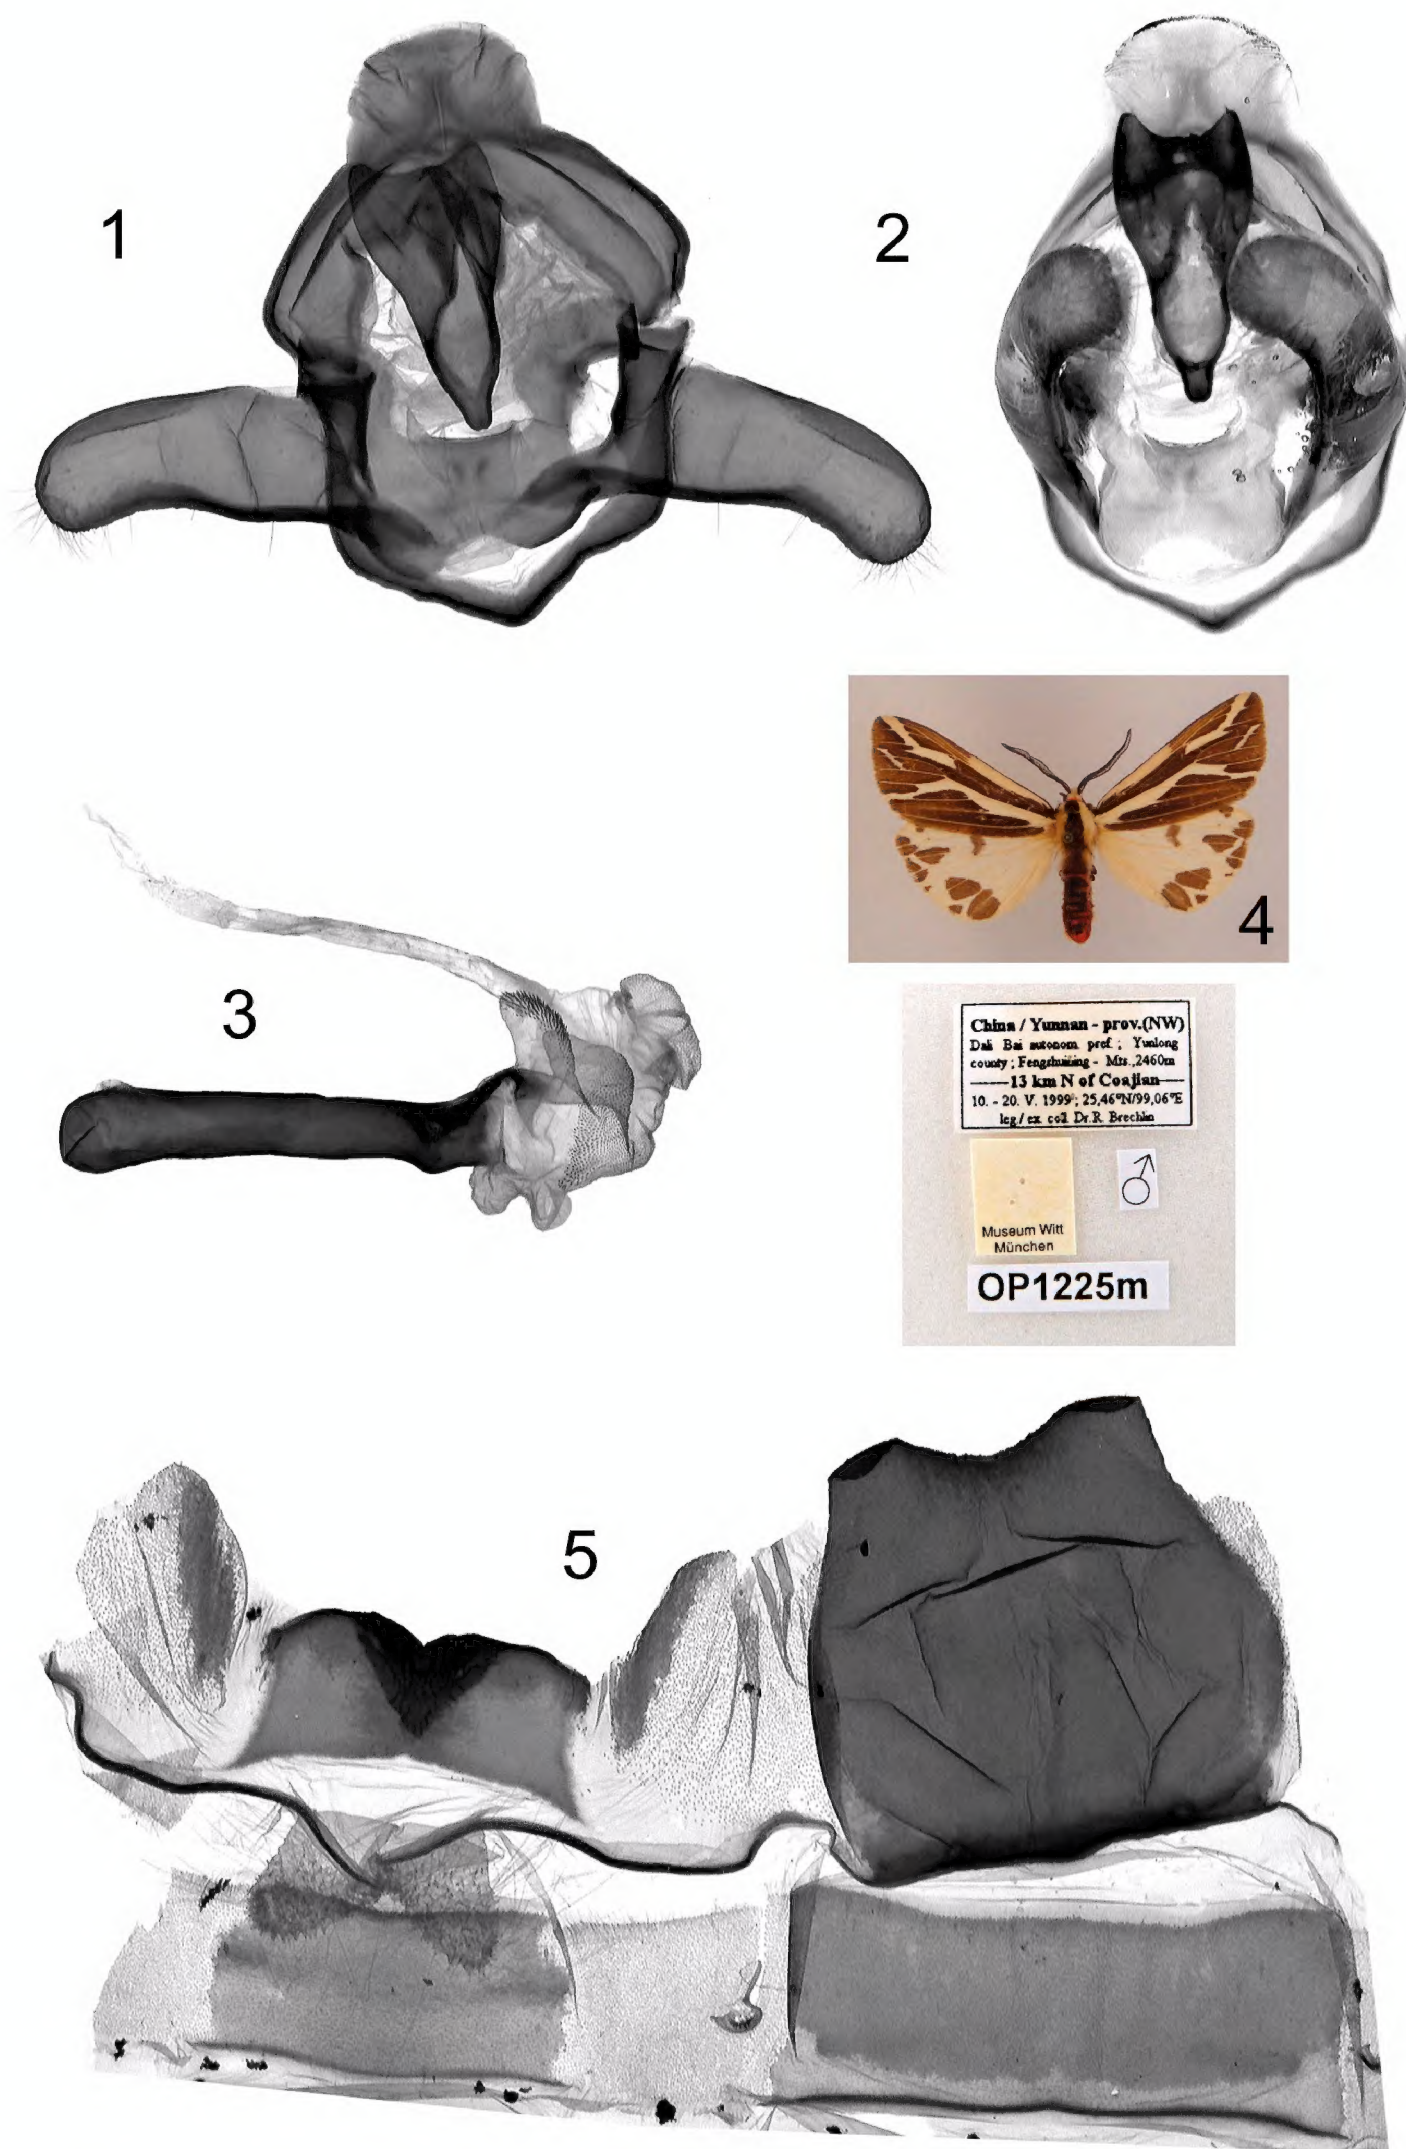 1
2
3
4
China / Yunnan - prov.(NW)
Dali Bai autonom. pref. ; Yunlong
county ; Fengshuiing - Mts.,2460m
13 km N of Coajian
10. - 20. V. 1999 ; 25,46°N/99,06°E
leg./ ex coll. Dr.R. Brechlin
♂
Museum Witt
München
OP1225m
5